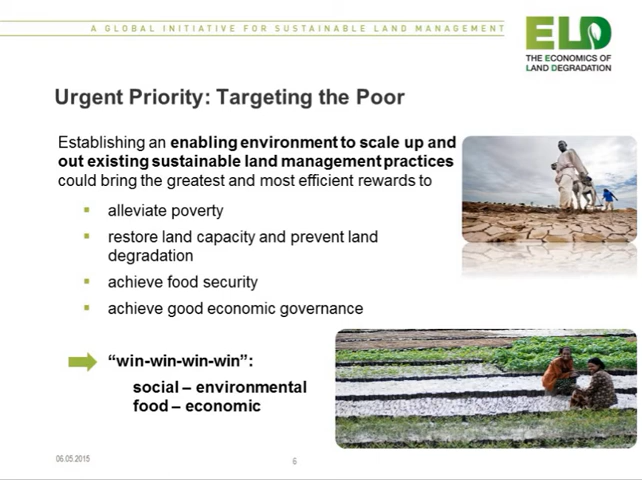 A GLOBAL INITIATIVE FOR SUSTAINABLE LAND MANAGEMENT
ELD
THE ECONOMICS OF
LAND DEGRADATION
Urgent Priority: Targeting the Poor
Establishing an enabling environment to scale up and
out existing sustainable land management practices
could bring the greatest and most efficient rewards to
▪ alleviate poverty
▪ restore land capacity and prevent land
degradation
▪ achieve food security
▪ achieve good economic governance
“win-win-win-win”:
social – environmental
food – economic
06.05.2015
6